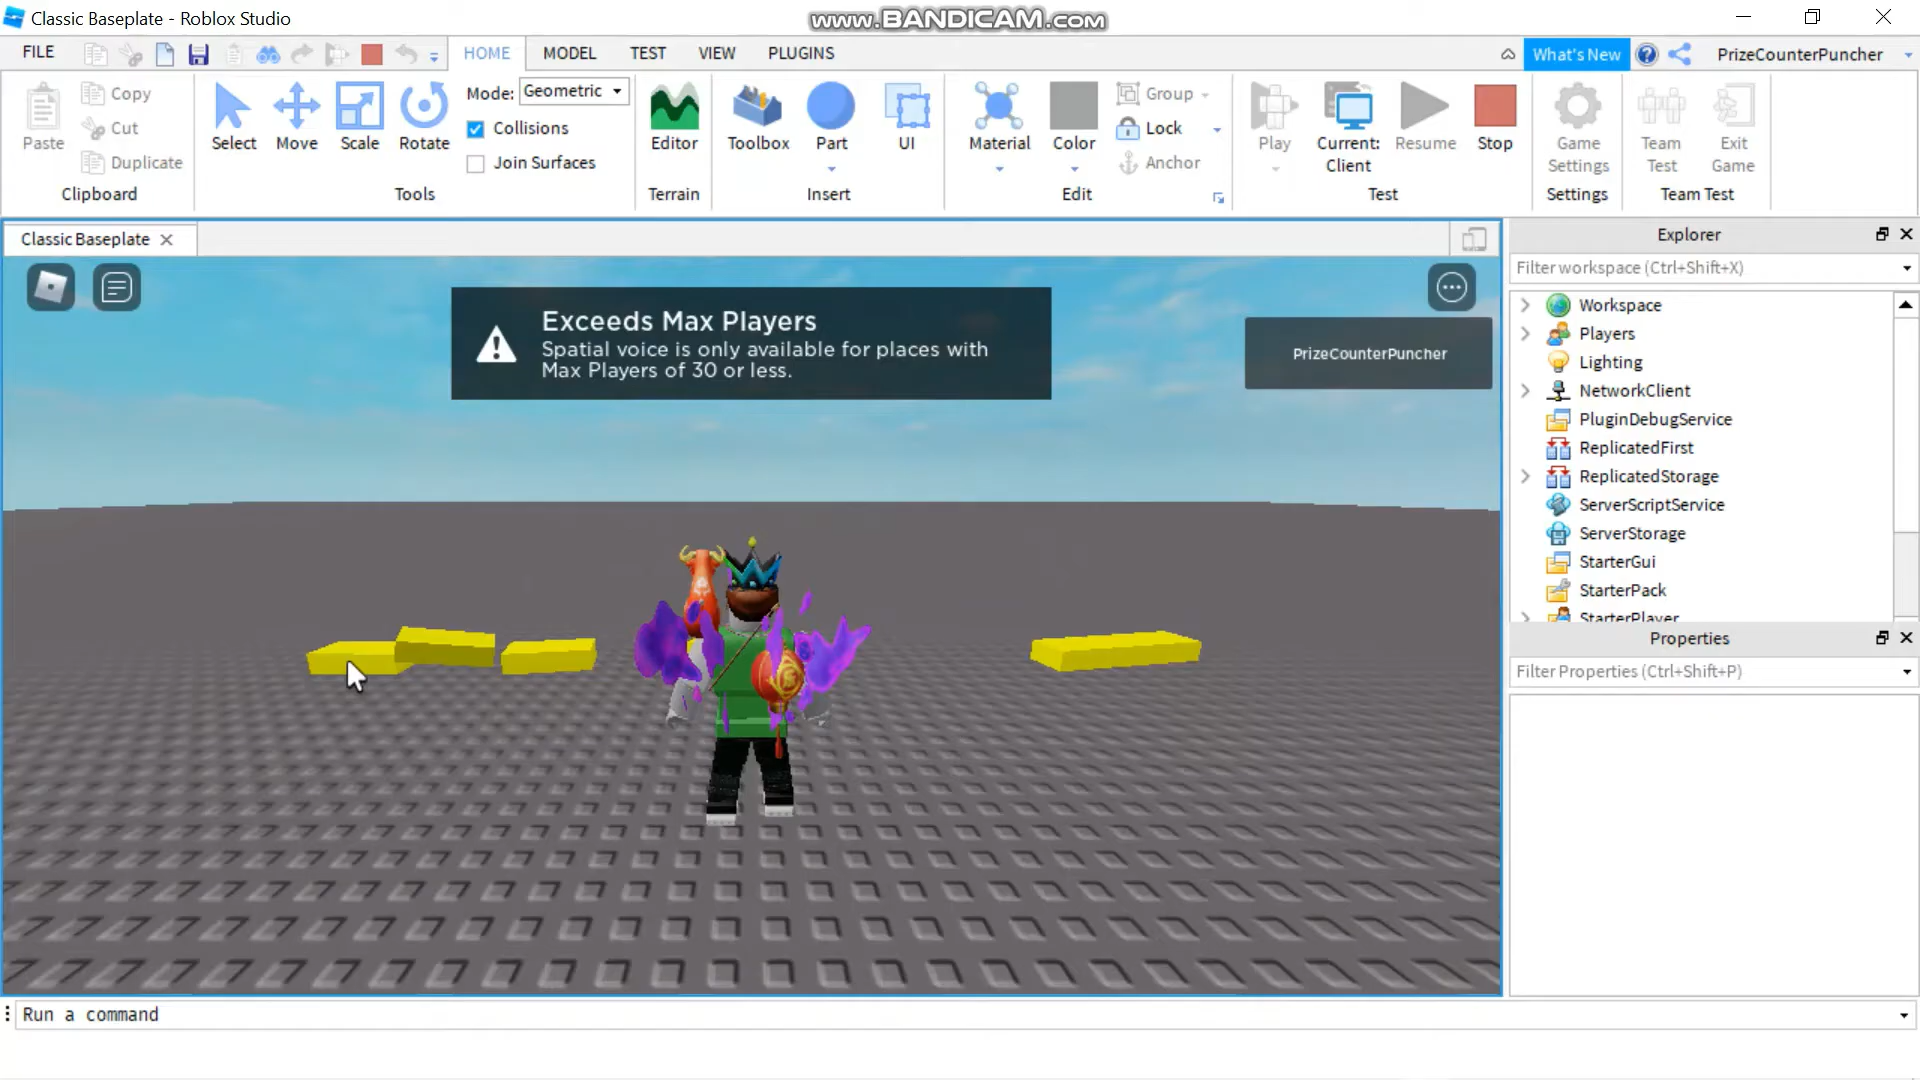 Classic Baseplate - Roblox Studio
www.BANDICAM.com
FILE
HOME
MODEL
TEST
VIEW
PLUGINS
What's New
PrizeCounterPuncher
Paste
Copy
Cut
Duplicate
Clipboard
Select
Move
Scale
Rotate
Mode: Geometric
Collisions
Join Surfaces
Tools
Editor
Terrain
Toolbox
Part
UI
Insert
Material
Color
Group
Lock
Anchor
Edit
Play
Current:
Client
Resume
Stop
Test
Game
Settings
Settings
Team
Test
Exit
Game
Team Test
Classic Baseplate
Exceeds Max Players
Spatial voice is only available for places with
Max Players of 30 or less.
PrizeCounterPuncher
Explorer
Filter workspace (Ctrl+Shift+X)
Workspace
Players
Lighting
NetworkClient
PluginDebugService
ReplicatedFirst
ReplicatedStorage
ServerScriptService
ServerStorage
StarterGui
StarterPack
StarterPlayer
Properties
Filter Properties (Ctrl+Shift+P)
Run a command